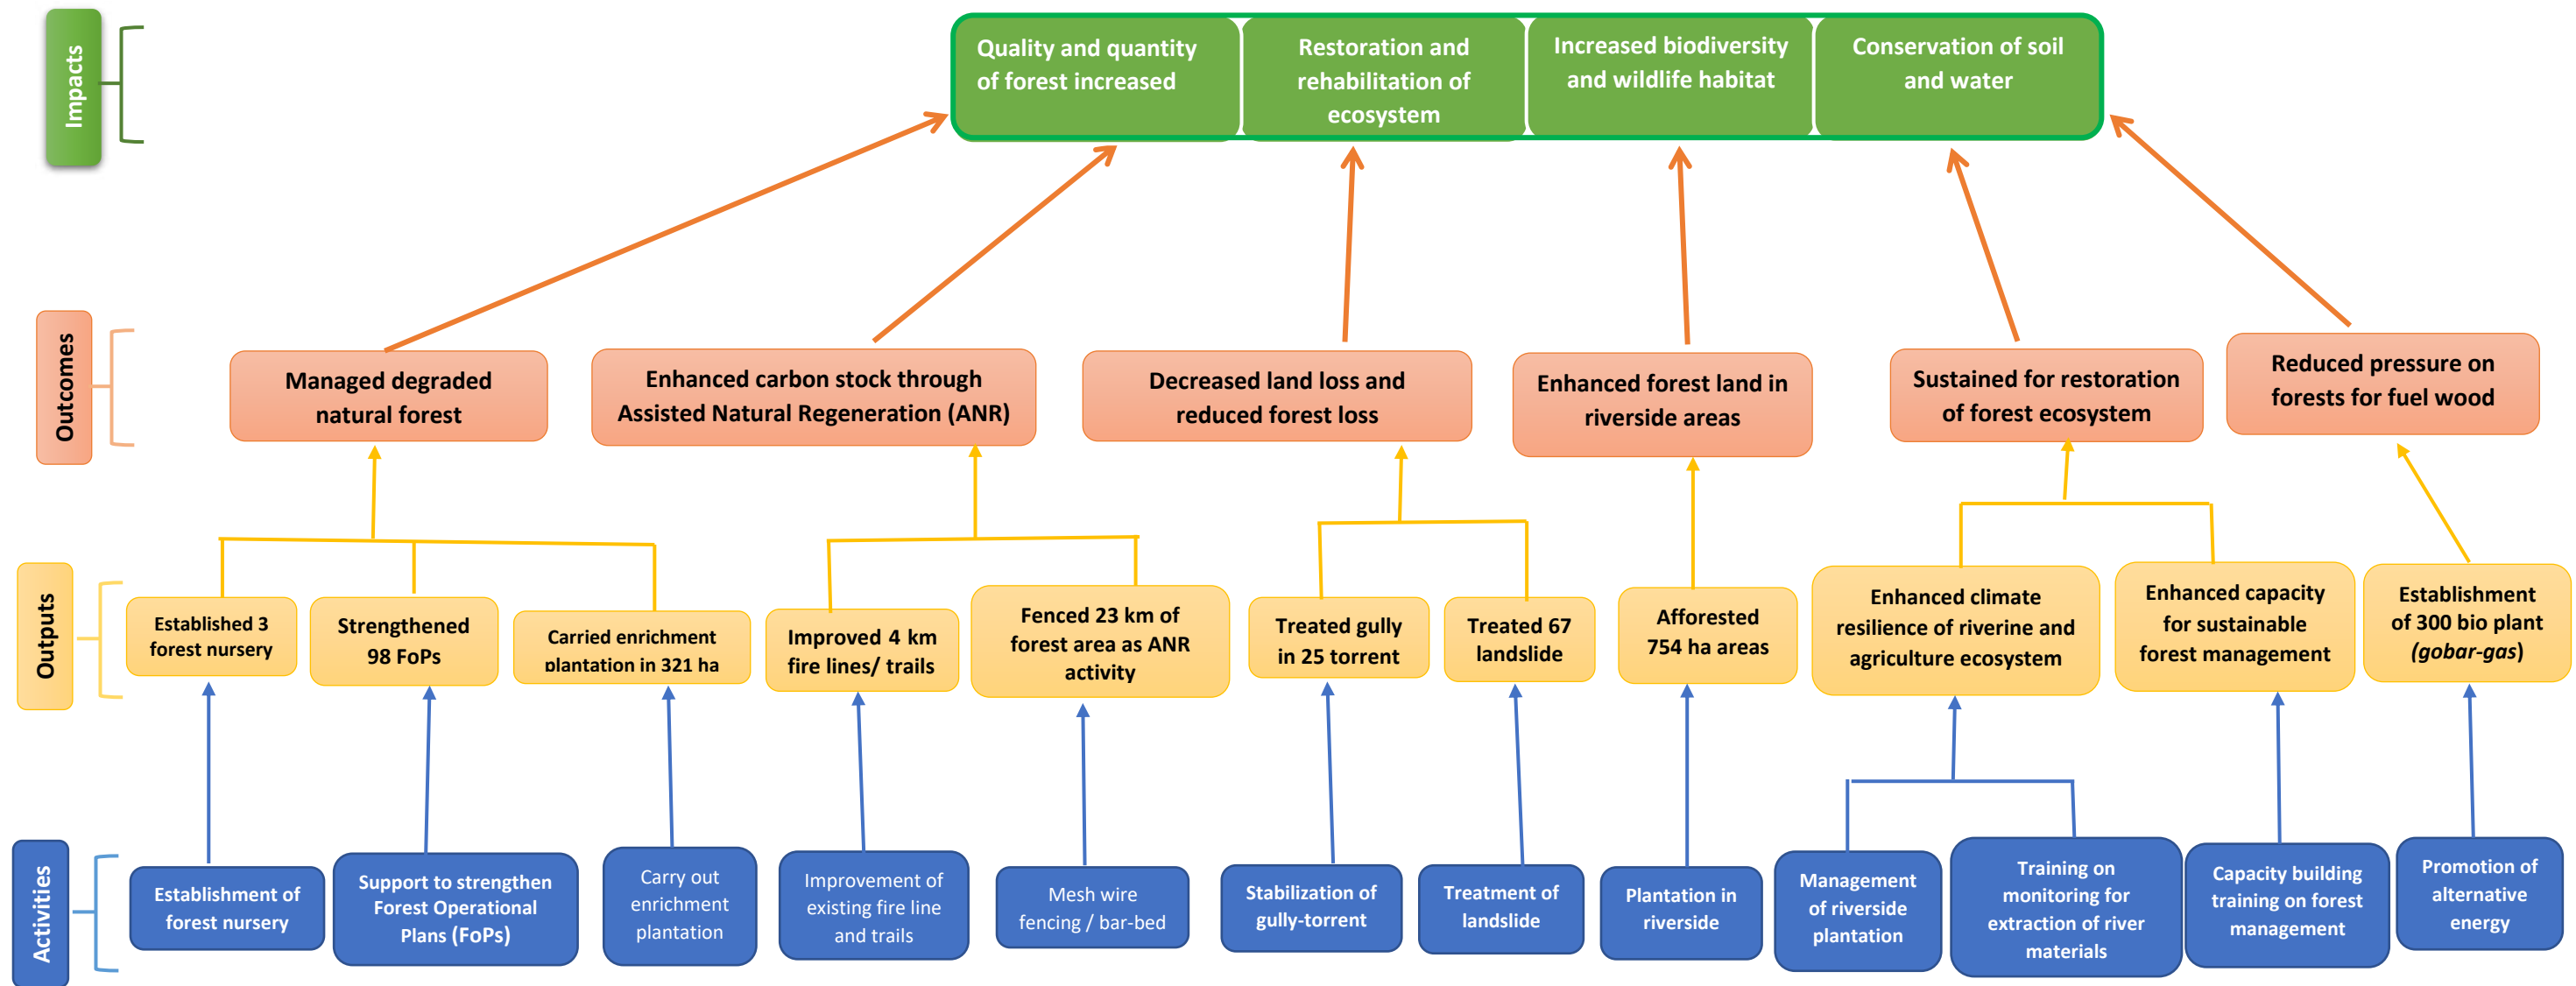 Impacts
Quality and quantity
of forest increased
Restoration and
rehabilitation of
ecosystem
Increased biodiversity
and wildlife habitat
Conservation of soil
and water
Outcomes
Managed degraded
natural forest
Enhanced carbon stock through
Assisted Natural Regeneration (ANR)
Decreased land loss and
reduced forest loss
Enhanced forest land in
riverside areas
Sustained for restoration
of forest ecosystem
Reduced pressure on
forests for fuel wood
Outputs
Established 3
forest nursery
Strengthened
98 FoPs
Carried enrichment
plantation in 321 ha
Improved 4 km
fire lines/ trails
Fenced 23 km of
forest area as ANR
activity
Treated gully
in 25 torrent
Treated 67
landslide
Afforested
754 ha areas
Enhanced climate
resilience of riverine and
agriculture ecosystem
Enhanced capacity
for sustainable
forest management
Establishment
of 300 bio plant
(gobar-gas)
Activities
Establishment of
forest nursery
Support to strengthen
Forest Operational
Plans (FoPs)
Carry out
enrichment
plantation
Improvement of
existing fire line
and trails
Mesh wire
fencing / bar-bed
Stabilization of
gully-torrent
Treatment of
landslide
Plantation in
riverside
Management
of riverside
plantation
Training on
monitoring for
extraction of river
materials
Capacity building
training on forest
management
Promotion of
alternative
energy